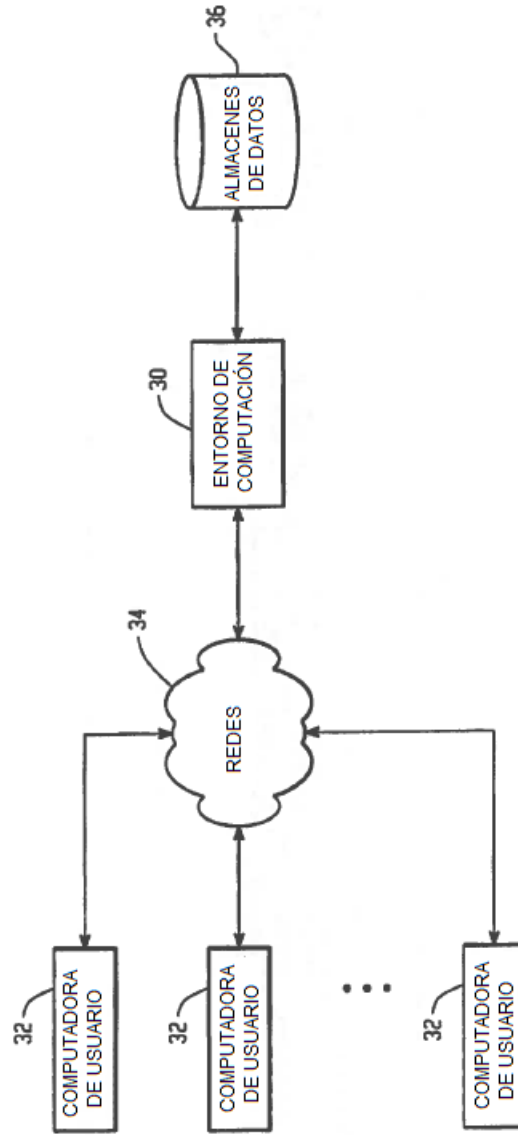 32
COMPUTADORA
DE USUARIO
32
COMPUTADORA
DE USUARIO
32
COMPUTADORA
DE USUARIO
34
REDES
30
ENTORNO DE
COMPUTACIÓN
36
ALMACENES
DE DATOS